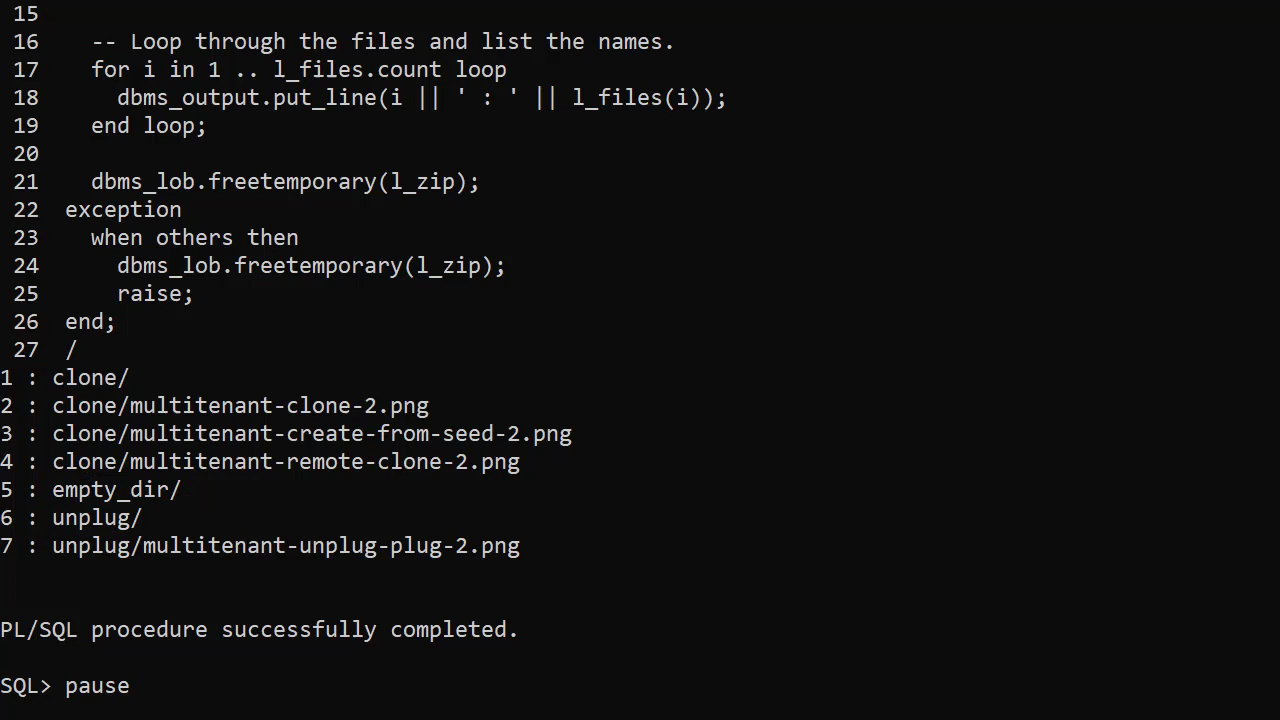 15
16    -- Loop through the files and list the names.
17    for i in 1 .. l_files.count loop
18      dbms_output.put_line(i || ' : ' || l_files(i));
19    end loop;
20
21    dbms_lob.freetemporary(l_zip);
22  exception
23    when others then
24      dbms_lob.freetemporary(l_zip);
25      raise;
26  end;
27  /
1 : clone/
2 : clone/multitenant-clone-2.png
3 : clone/multitenant-create-from-seed-2.png
4 : clone/multitenant-remote-clone-2.png
5 : empty_dir/
6 : unplug/
7 : unplug/multitenant-unplug-plug-2.png
PL/SQL procedure successfully completed.
SQL> pause